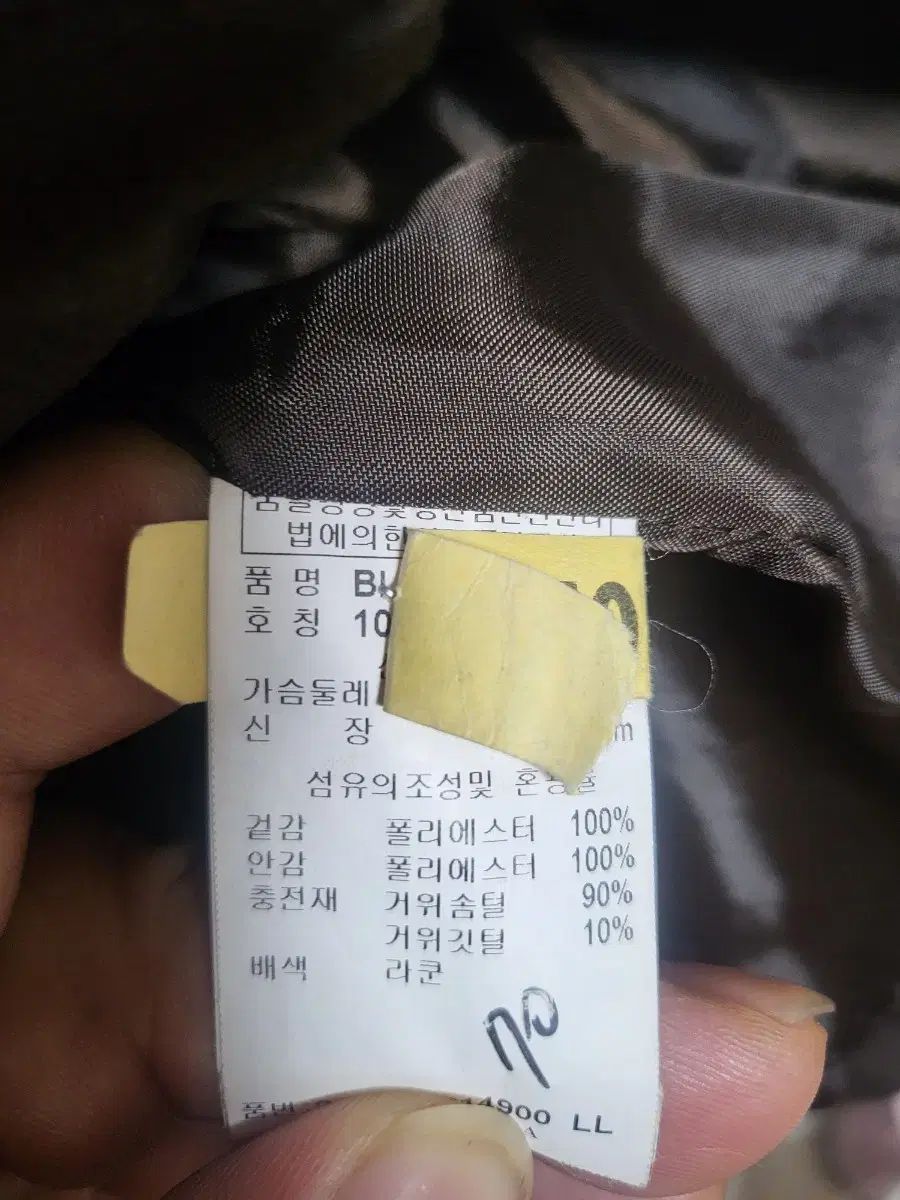 법에의한
품 명 BL
호 칭 10
가슴둘레
신 장 m
섬유의조성및 혼용율
겉감 폴리에스터 100%
안감 폴리에스터 100%
충전재 거위솜털 90%
거위깃털 10%
배색 라쿤
14900 LL